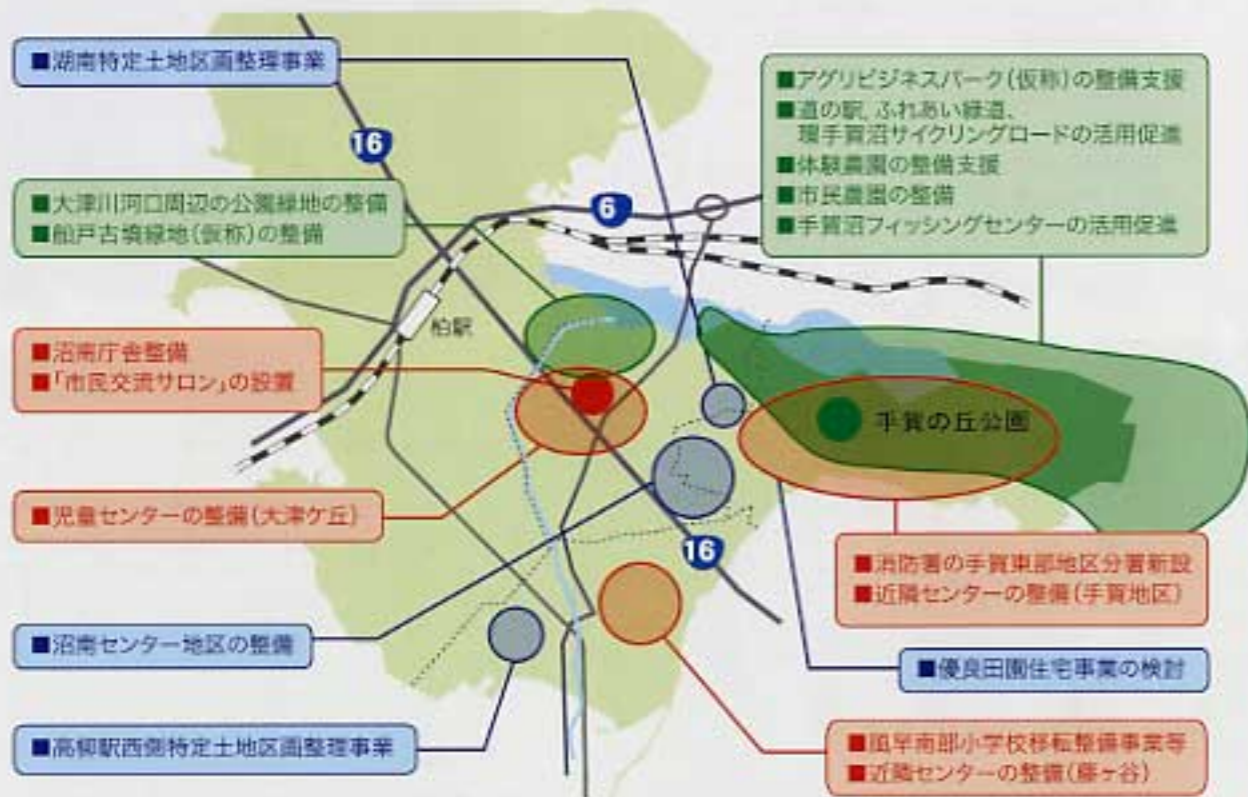 ■湖南特定土地区画整理事業
■アグリビジネスパーク(仮称)の整備支援
■道の駅、ふれあい緑道、
環手賀沼サイクリングロードの活用促進
■体験農園の整備支援
■市民農園の整備
■手賀沼フィッシングセンターの活用促進
16
6
■大津川河口周辺の公園緑地の整備
■船戸古墳緑地(仮称)の整備
柏駅
■沼南庁舎整備
■「市民交流サロン」の設置
手賀の丘公園
■児童センターの整備(大津ケ丘)
16
■消防署の手賀東部地区分署新設
■近隣センターの整備(手賀地区)
■沼南センター地区の整備
■優良田園住宅事業の検討
■高柳駅西側特定土地区画整理事業
■風早南部小学校移転整備事業等
■近隣センターの整備(藤ヶ谷)